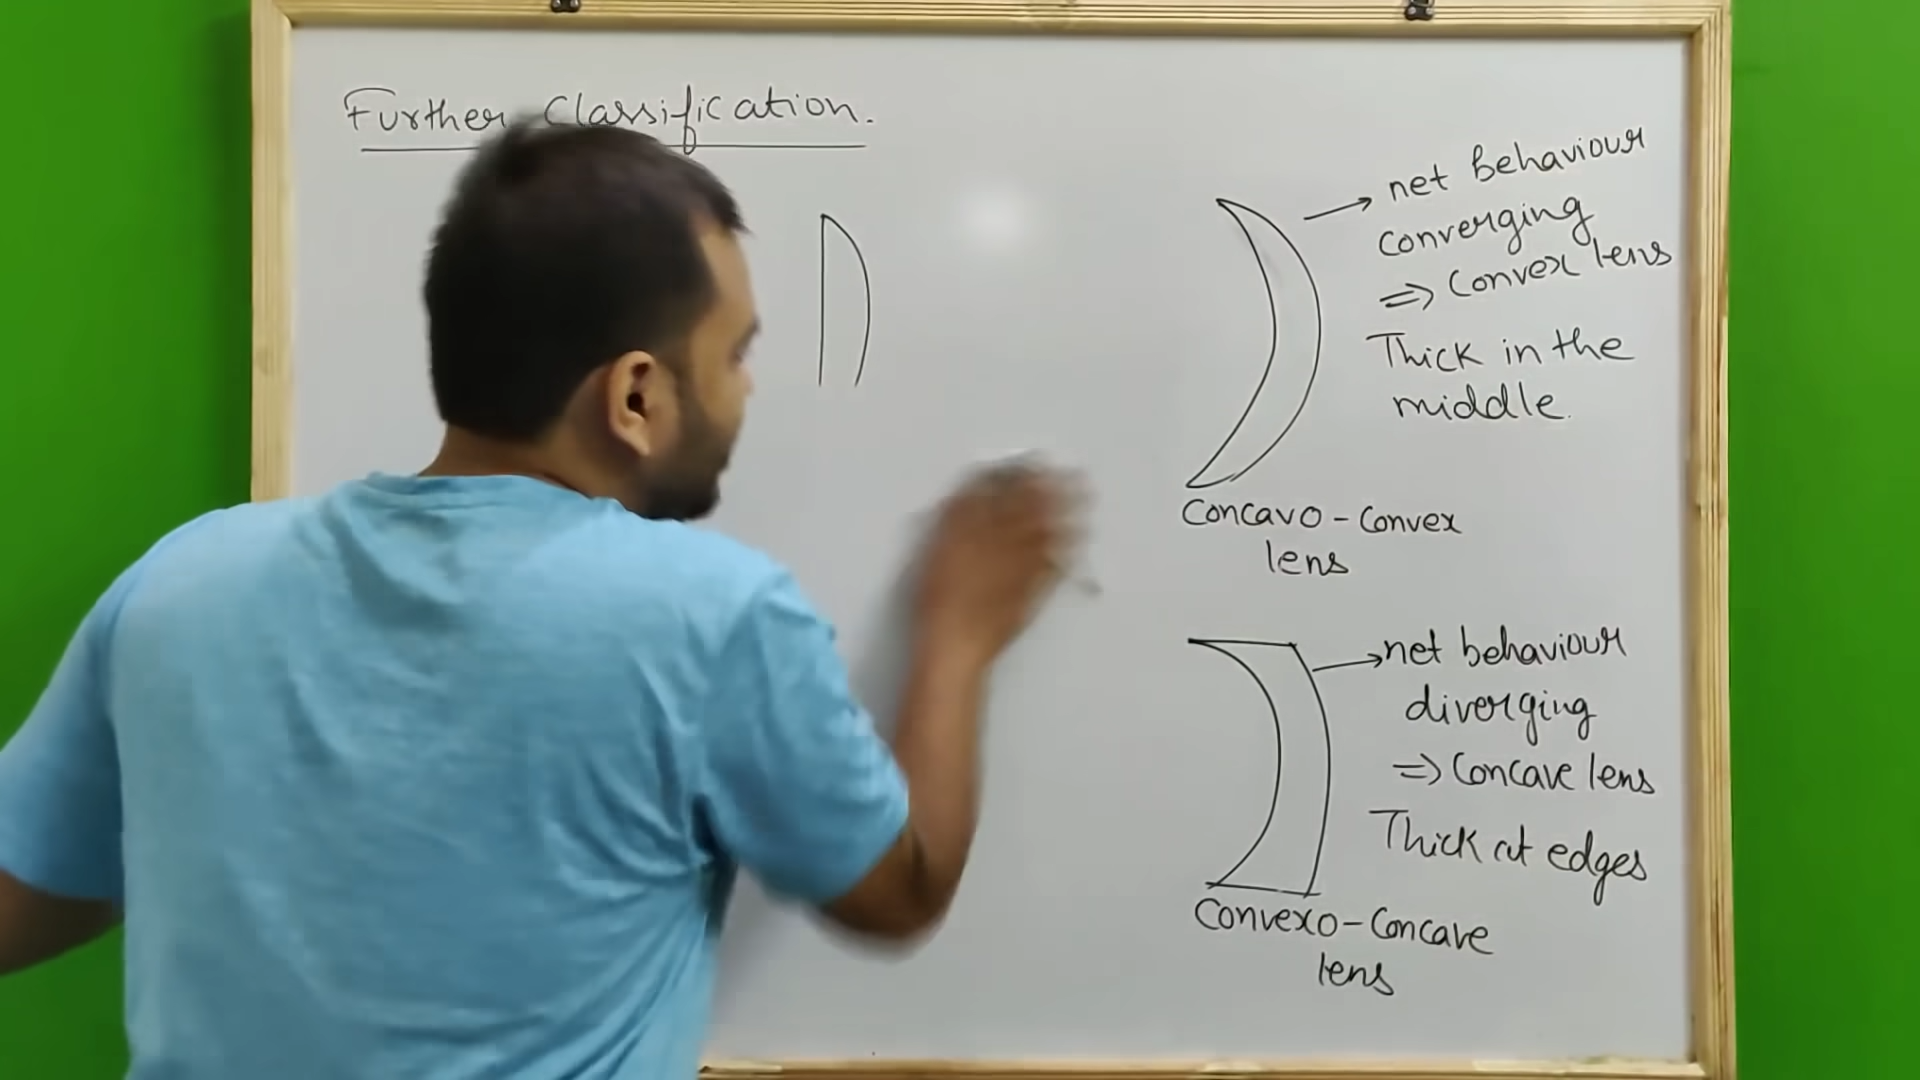 Further Classification.
net Behaviour
converging
=> Convex lens
Thick in the
middle.
Concavo - Convex
lens
net behaviour
diverging
=> Concave lens
Thick at edges
Convexo - Concave
lens